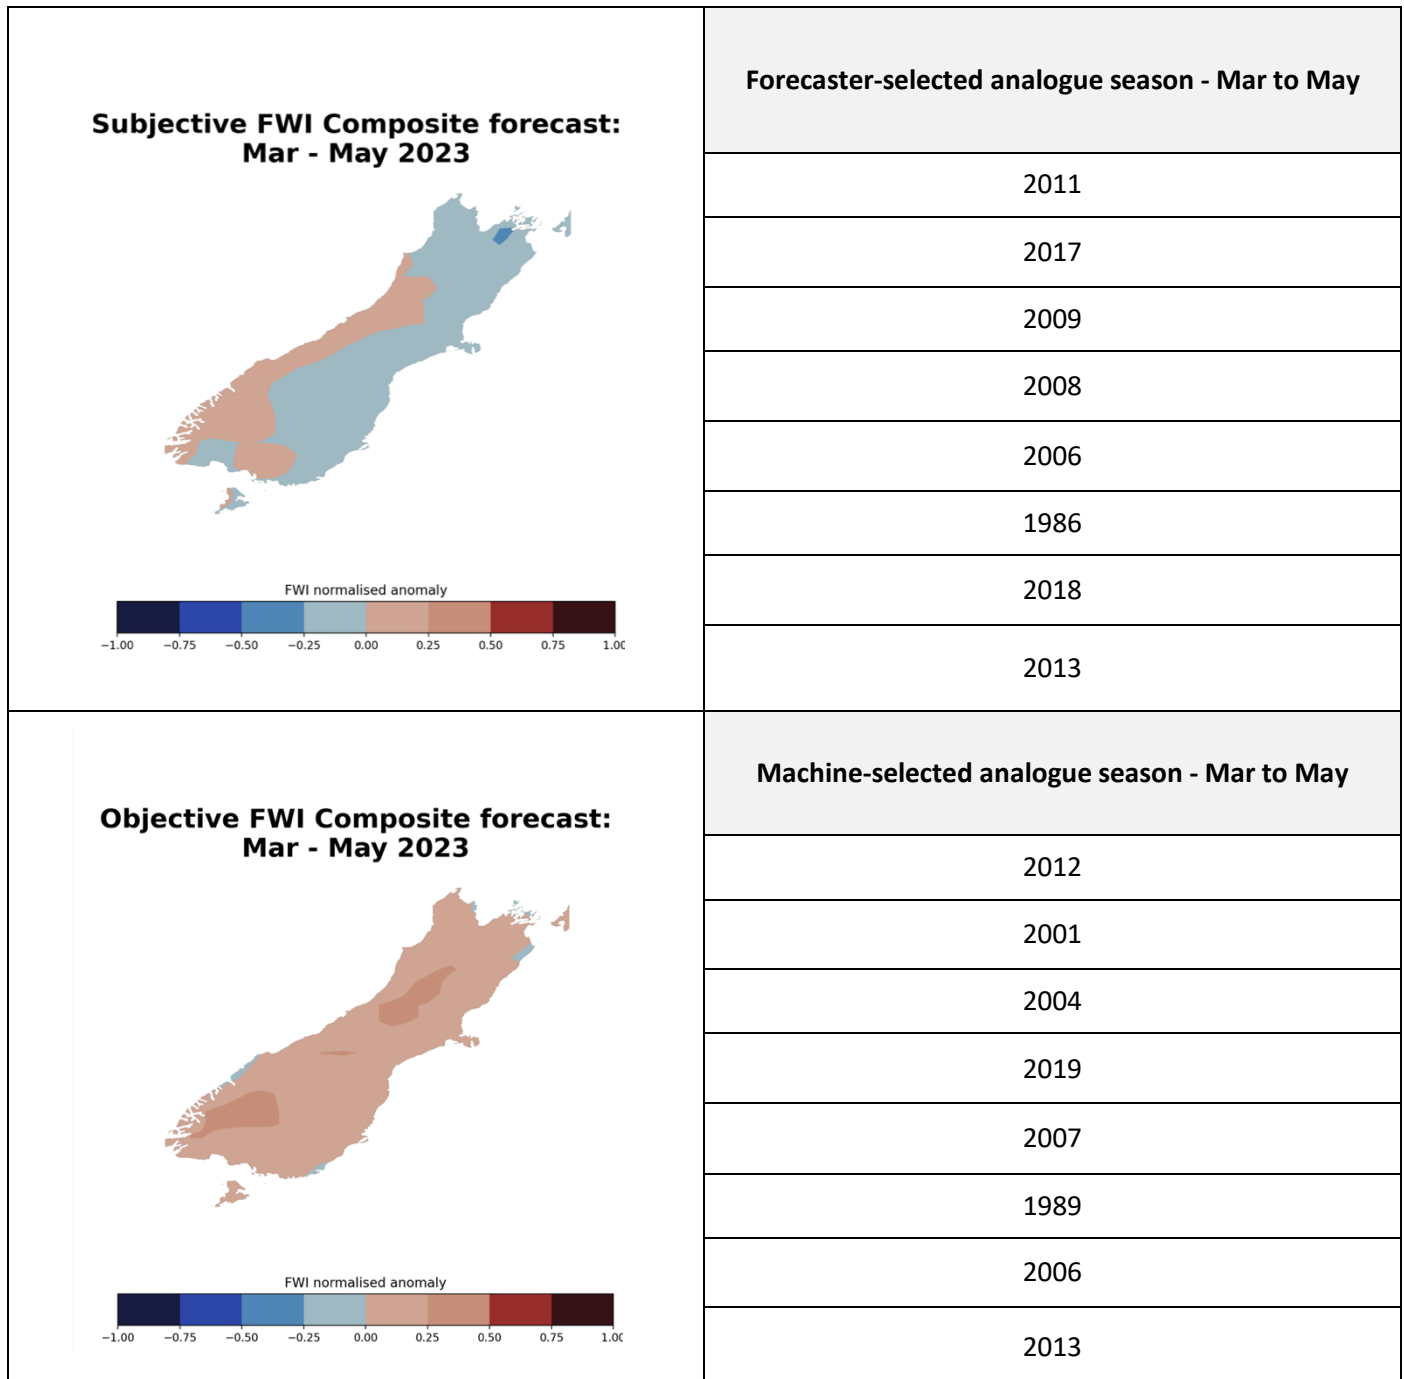 Subjective FWI Composite forecast:
Mar - May 2023
FWI normalised anomaly
−1.00 −0.75 −0.50 −0.25 0.00 0.25 0.50 0.75 1.00
Forecaster-selected analogue season - Mar to May
2011
2017
2009
2008
2006
1986
2018
2013
Objective FWI Composite forecast:
Mar - May 2023
FWI normalised anomaly
−1.00 −0.75 −0.50 −0.25 0.00 0.25 0.50 0.75 1.00
Machine-selected analogue season - Mar to May
2012
2001
2004
2019
2007
1989
2006
2013